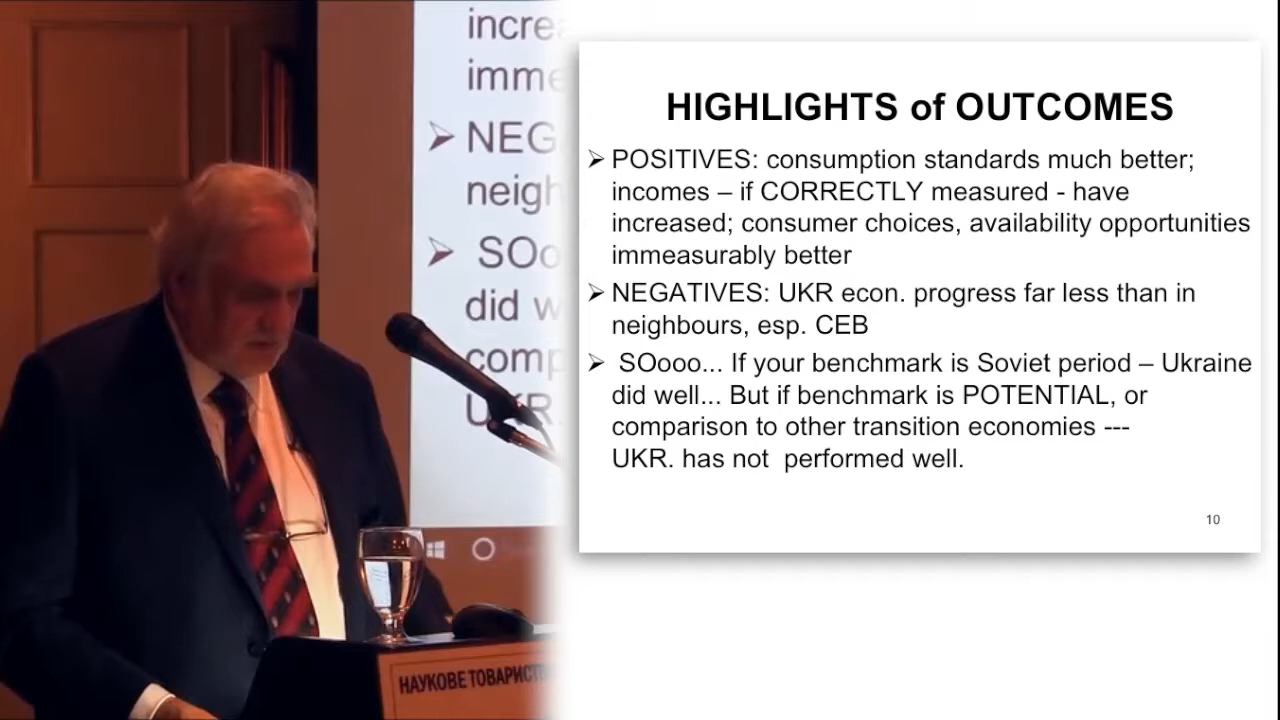 incre
imme
NEG
neigh
SOo
did w
comp
UKR.
НАУКОВЕ ТОВАРИСТ
HIGHLIGHTS of OUTCOMES
POSITIVES: consumption standards much better;
incomes – if CORRECTLY measured - have
increased; consumer choices, availability opportunities
immeasurably better
NEGATIVES: UKR econ. progress far less than in
neighbours, esp. CEB
SOooo... If your benchmark is Soviet period – Ukraine
did well... But if benchmark is POTENTIAL, or
comparison to other transition economies ---
UKR. has not performed well.
10